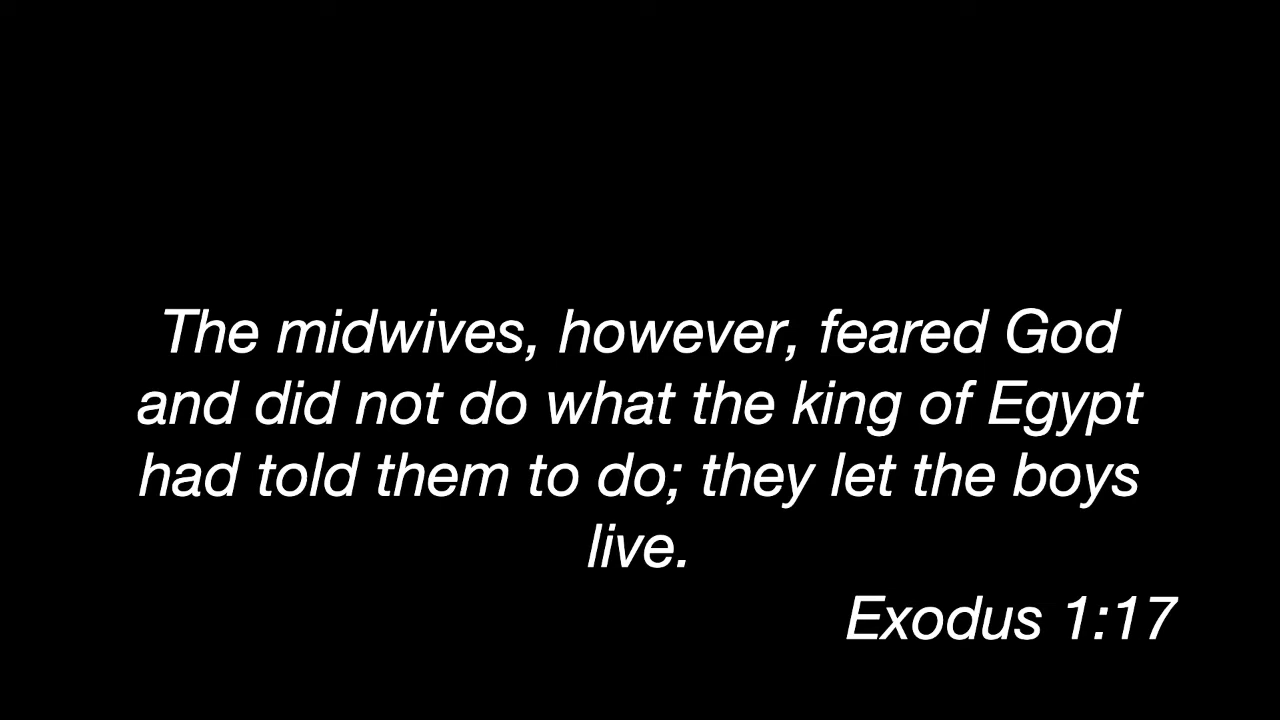 The midwives, however, feared God
and did not do what the king of Egypt
had told them to do; they let the boys
live.
Exodus 1:17